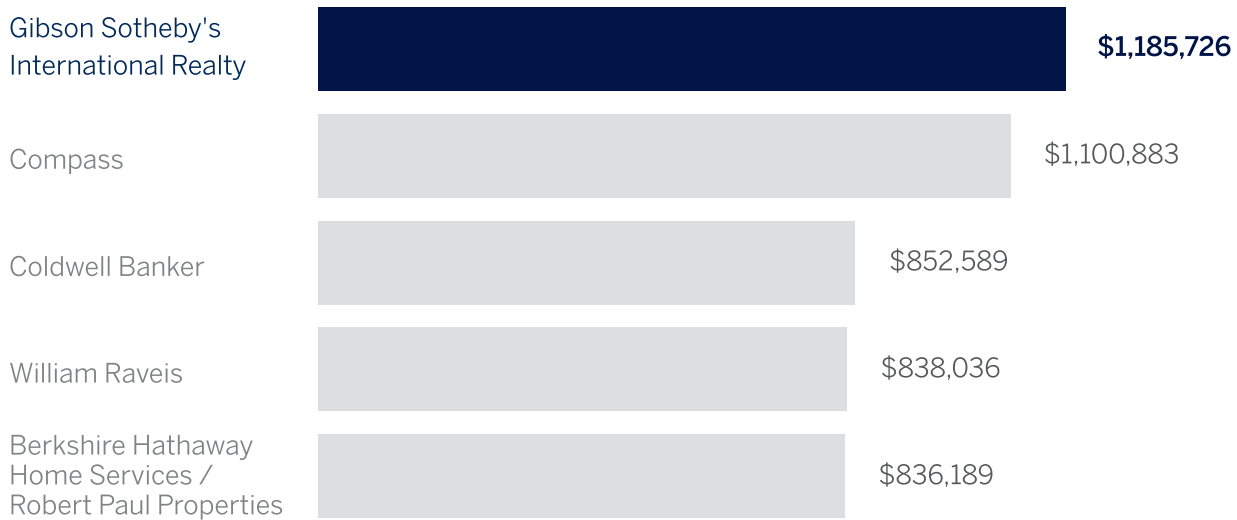 Gibson Sotheby's
International Realty
$1,185,726
Compass
$1,100,883
Coldwell Banker
$852,589
William Raveis
$838,036
Berkshire Hathaway
Home Services /
Robert Paul Properties
$836,189